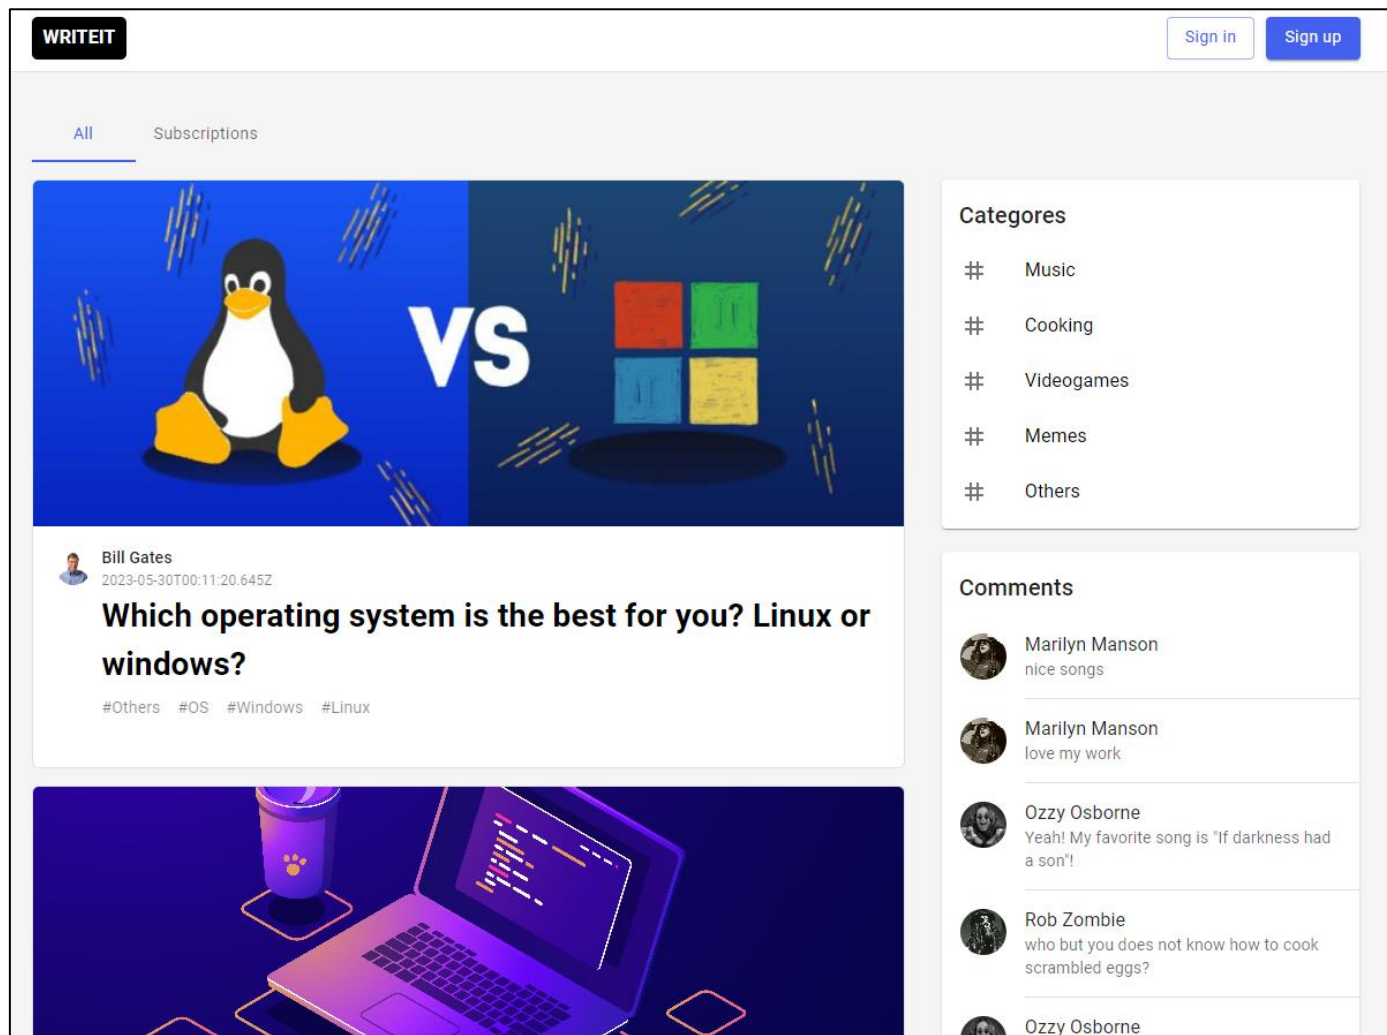 WRITEIT
Sign in
Sign up
All
Subscriptions
VS
Bill Gates
2023-05-30T00:11:20.645Z
Which operating system is the best for you? Linux or
windows?
#Others #OS #Windows #Linux
Categores
# Music
# Cooking
# Videogames
# Memes
# Others
Comments
Marilyn Manson
nice songs
Marilyn Manson
love my work
Ozzy Osborne
Yeah! My favorite song is "If darkness had
a son"!
Rob Zombie
who but you does not know how to cook
scrambled eggs?
Ozzy Osborne